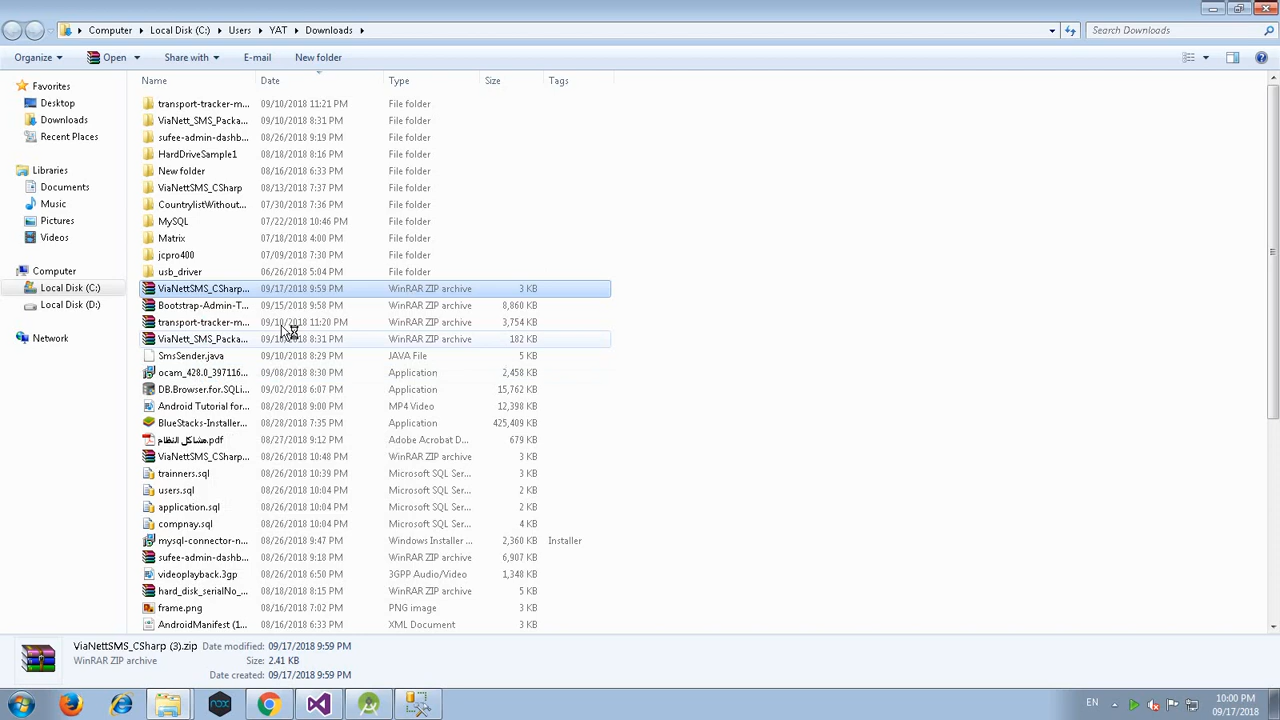 Computer ▸ Local Disk (C:) ▸ Users ▸ YAT ▸ Downloads ▸ Search Downloads
Organize Open Share with E-mail New folder
Name Date Type Size Tags
Favorites
Desktop
Downloads
Recent Places
Libraries
Documents
Music
Pictures
Videos
Computer
Local Disk (C:)
Local Disk (D:)
Network
transport-tracker-m... 09/10/2018 11:21 PM File folder
ViaNett_SMS_Packa... 09/10/2018 8:31 PM File folder
sufee-admin-dashb... 08/26/2018 9:19 PM File folder
HardDriveSample1 08/18/2018 8:16 PM File folder
New folder 08/16/2018 6:33 PM File folder
ViaNettSMS_CSharp 08/13/2018 7:37 PM File folder
CountrylistWithout... 07/30/2018 7:36 PM File folder
MySQL 07/22/2018 10:46 PM File folder
Matrix 07/18/2018 4:00 PM File folder
jcpro400 07/09/2018 7:30 PM File folder
usb_driver 06/26/2018 5:04 PM File folder
ViaNettSMS_CSharp... 09/17/2018 9:59 PM WinRAR ZIP archive 3 KB
Bootstrap-Admin-T... 09/15/2018 9:58 PM WinRAR ZIP archive 8,860 KB
transport-tracker-m... 09/10/2018 11:20 PM WinRAR ZIP archive 3,754 KB
ViaNett_SMS_Packa... 8:31 PM WinRAR ZIP archive 182 KB
SmsSender.java 09/10/2018 8:29 PM JAVA File 5 KB
ocam_428.0_397116... 09/08/2018 8:30 PM Application 2,458 KB
DB.Browser.for.SQLi... 09/02/2018 6:07 PM Application 15,762 KB
Android Tutorial for... 08/28/2018 9:00 PM MP4 Video 12,398 KB
BlueStacks-Installer... 08/28/2018 7:35 PM Application 425,409 KB
مشاكل النظام.pdf 08/27/2018 9:12 PM Adobe Acrobat D... 679 KB
ViaNettSMS_CSharp... 08/26/2018 10:48 PM WinRAR ZIP archive 3 KB
trainners.sql 08/26/2018 10:39 PM Microsoft SQL Ser... 3 KB
users.sql 08/26/2018 10:04 PM Microsoft SQL Ser... 2 KB
application.sql 08/26/2018 10:04 PM Microsoft SQL Ser... 2 KB
compnay.sql 08/26/2018 10:04 PM Microsoft SQL Ser... 4 KB
mysql-connector-n... 08/26/2018 9:47 PM Windows Installer ... 2,360 KB Installer
sufee-admin-dashb... 08/26/2018 9:18 PM WinRAR ZIP archive 6,907 KB
videoplayback.3gp 08/26/2018 6:50 PM 3GPP Audio/Video 1,348 KB
hard_disk_serialNo_... 08/18/2018 8:15 PM WinRAR ZIP archive 5 KB
frame.png 08/16/2018 7:02 PM PNG image 3 KB
AndroidManifest (1... 08/16/2018 6:33 PM XML Document 3 KB
ViaNettSMS_CSharp (3).zip Date modified: 09/17/2018 9:59 PM
WinRAR ZIP archive Size: 2.41 KB
Date created: 09/17/2018 9:59 PM
nox EN 10:00 PM
09/17/2018